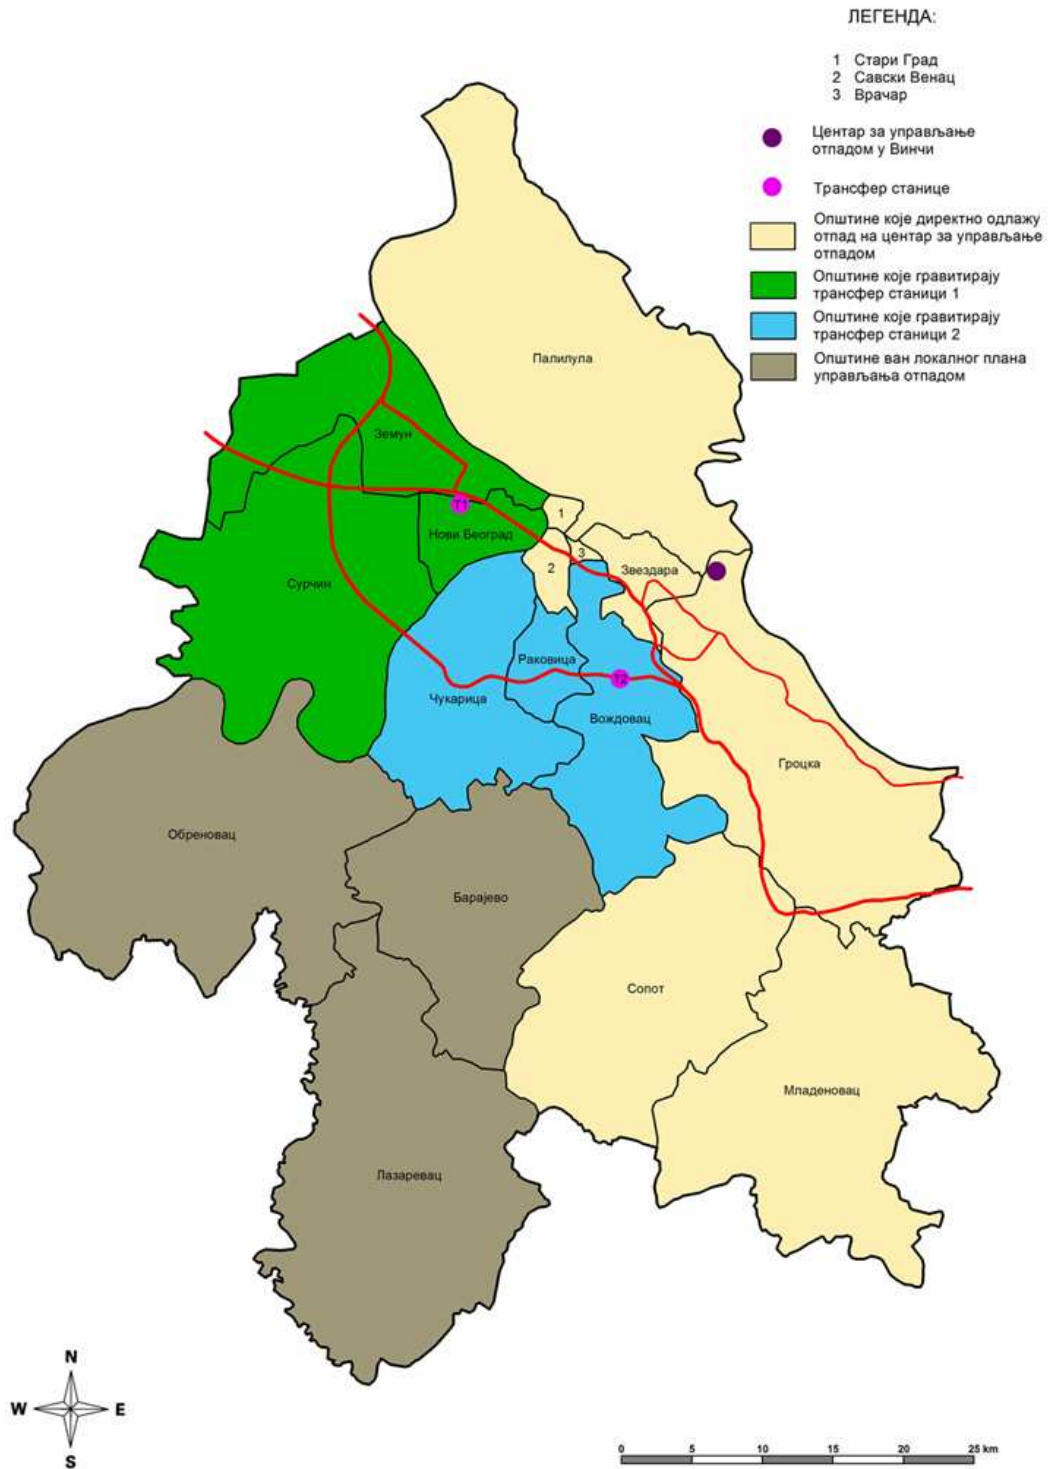 ЛЕГЕНДА:
1 Стари Град
2 Савски Венац
3 Врачар
Центар за управљање
отпадом у Винчи
Трансфер станице
Општине које директно одлажу
отпад на центар за управљање
отпадом
Општине које гравитирају
трансфер станици 1
Општине које гравитирају
трансфер станици 2
Општине ван локалног плана
управљања отпадом
Палилула
Земун
T1
1
Нови Београд
2
3
Звездара
Сурчин
Раковица
T2
Чукарица
Вождовац
Гроцка
Обреновац
Барајево
Сопот
Младеновац
Лазаревац
N
W
E
S
0 5 10 15 20 25 km